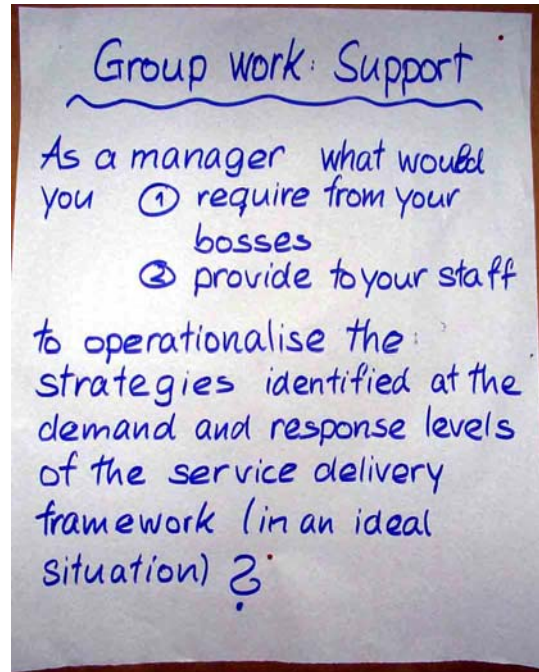 Group work: Support
As a manager what would
you ① require from your
bosses
② provide to your staff
to operationalise the
strategies identified at the
demand and response levels
of the service delivery
framework (in an ideal
situation) ?